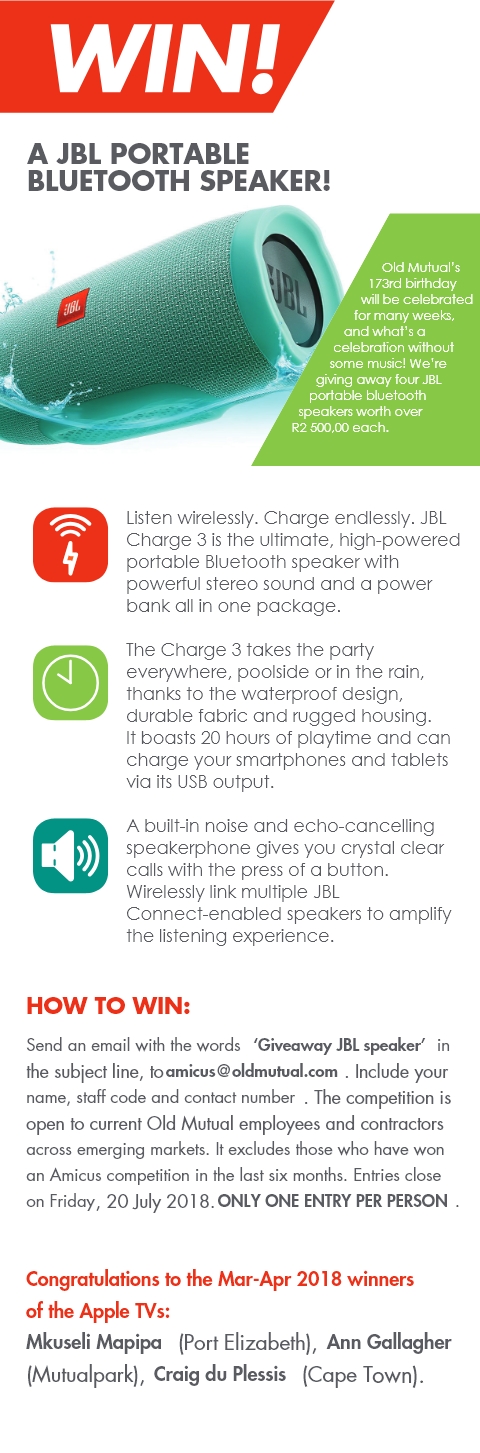 WIN!
A JBL PORTABLE
BLUETOOTH SPEAKER!
JBL
JBL
Old Mutual's
173rd birthday
will be celebrated
for many weeks,
and what's a
celebration without
some music! We're
giving away four JBL
portable bluetooth
speakers worth over
R2 500,00 each.
Listen wirelessly. Charge endlessly. JBL
Charge 3 is the ultimate, high-powered
portable Bluetooth speaker with
powerful stereo sound and a power
bank all in one package.
The Charge 3 takes the party
everywhere, poolside or in the rain,
thanks to the waterproof design,
durable fabric and rugged housing.
It boasts 20 hours of playtime and can
charge your smartphones and tablets
via its USB output.
A built-in noise and echo-cancelling
speakerphone gives you crystal clear
calls with the press of a button.
Wirelessly link multiple JBL
Connect-enabled speakers to amplify
the listening experience.
HOW TO WIN:
Send an email with the words 'Giveaway JBL speaker' in
the subject line, to amicus@oldmutual.com . Include your
name, staff code and contact number . The competition is
open to current Old Mutual employees and contractors
across emerging markets. It excludes those who have won
an Amicus competition in the last six months. Entries close
on Friday, 20 July 2018. ONLY ONE ENTRY PER PERSON .
Congratulations to the Mar-Apr 2018 winners
of the Apple TVs:
Mkuseli Mapipa (Port Elizabeth), Ann Gallagher
(Mutualpark), Craig du Plessis (Cape Town).